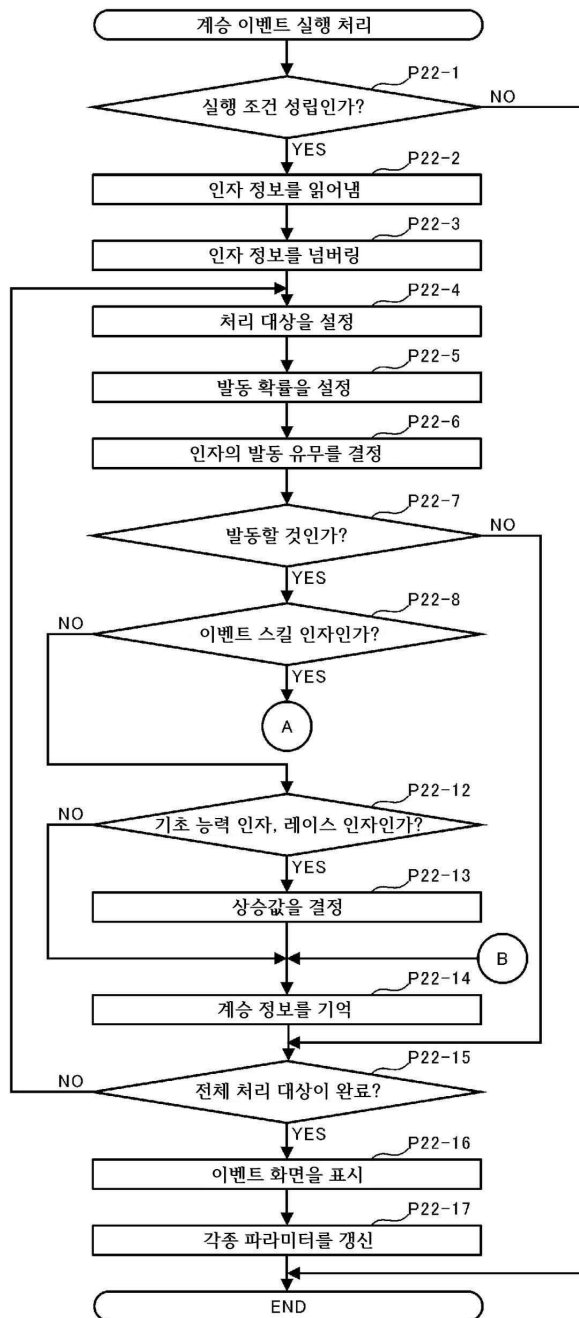 계승 이벤트 실행 처리
P22-1
실행 조건 성립인가?
NO
YES
P22-2
인자 정보를 읽어냄
P22-3
인자 정보를 넘버링
P22-4
처리 대상을 설정
P22-5
발동 확률을 설정
P22-6
인자의 발동 유무를 결정
P22-7
발동할 것인가?
NO
YES
P22-8
NO
이벤트 스킬 인자인가?
YES
A
P22-12
NO
기초 능력 인자, 레이스 인자인가?
YES
P22-13
상승값을 결정
B
P22-14
계승 정보를 기억
P22-15
NO
전체 처리 대상이 완료?
YES
P22-16
이벤트 화면을 표시
P22-17
각종 파라미터를 갱신
END